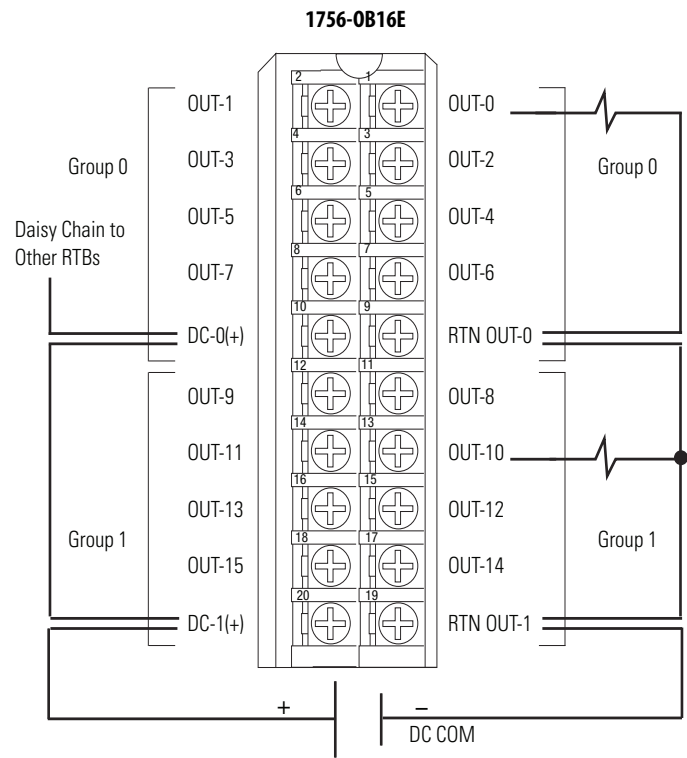 1756-OB16E
2 1
OUT-1 OUT-0
4 3
OUT-3 OUT-2
Group 0 Group 0
6 5
OUT-5 OUT-4
Daisy Chain to
Other RTBs
8 7
OUT-7 OUT-6
10 9
DC-0(+) RTN OUT-0
12 11
OUT-9 OUT-8
14 13
OUT-11 OUT-10
16 15
OUT-13 OUT-12
Group 1 Group 1
18 17
OUT-15 OUT-14
20 19
DC-1(+) RTN OUT-1
+ –
DC COM